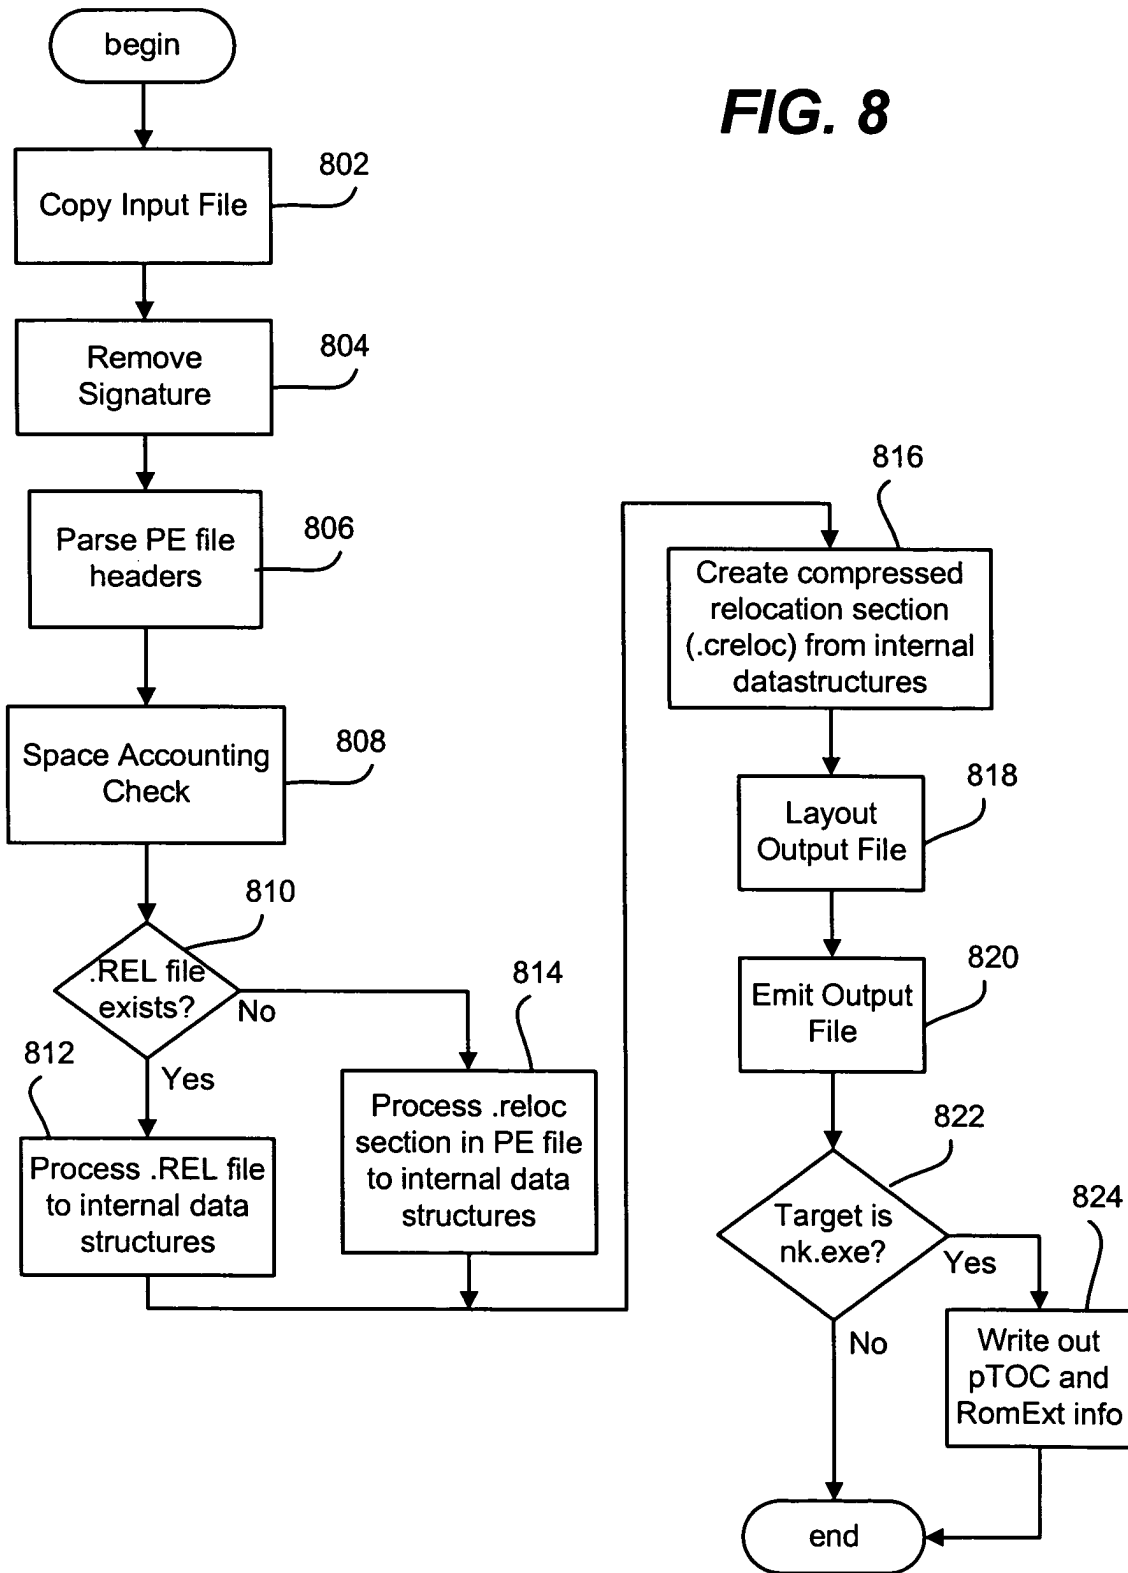 begin
FIG. 8
802
Copy Input File
804
Remove
Signature
806
Parse PE file
headers
808
Space Accounting
Check
810
.REL file
exists?
No
Yes
812
Process .REL file
to internal data
structures
814
Process .reloc
section in PE file
to internal data
structures
816
Create compressed
relocation section
(.creloc) from internal
datastructures
818
Layout
Output File
820
Emit Output
File
822
Target is
nk.exe?
Yes
No
824
Write out
pTOC and
RomExt info
end